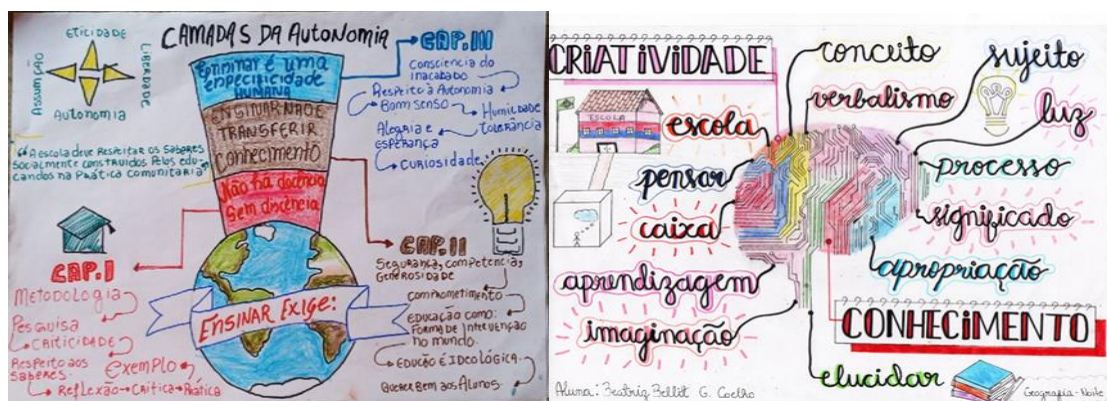 CAMADAS DA AUTONOMIA
ETICIDADE
LIBERDADE
ASSUNÇÃO
AUTONOMIA
"A escola deve respeitar os saberes
socialmente construídos pelos edu
candos na prática comunitaria"
Ensinar é uma
especificidade
HUMANA
ENSINAR NÃO É
TRANSFERIR
conhecimento
Não há docência
Sem discência
ENSINAR EXIGE:
CAP. I
METODOLOGIA
PESQUISA
CRITICIDADE
RESPEITO AOS
SABERES
EXEMPLO
REFLEXÃO → CRÍTICA → PRÁTICA
CAP. III
Consciência do
inacabado
Respeito à Autonomia
Bom senso
Humildade
tolerância
Alegria e
esperança
CURIOSIDADE
CAP. II
Segurança, competência,
Generosidade
comprometimento
EDUCAÇÃO como:
Forma de Intervenção
no mundo.
EDUCÃO É IDEOLÓGICA
Querer Bem aos Alunos
CRIATIVIDADE
ESCOLA
escola
pensar
caixa
aprendizagem
imaginação
conceito
verbalismo
sujeito
luz
processo
significado
apropriação
CONHECIMENTO
elucidar
Aluna: Beatriz Bellit G. Coelho
Geografia - Noite